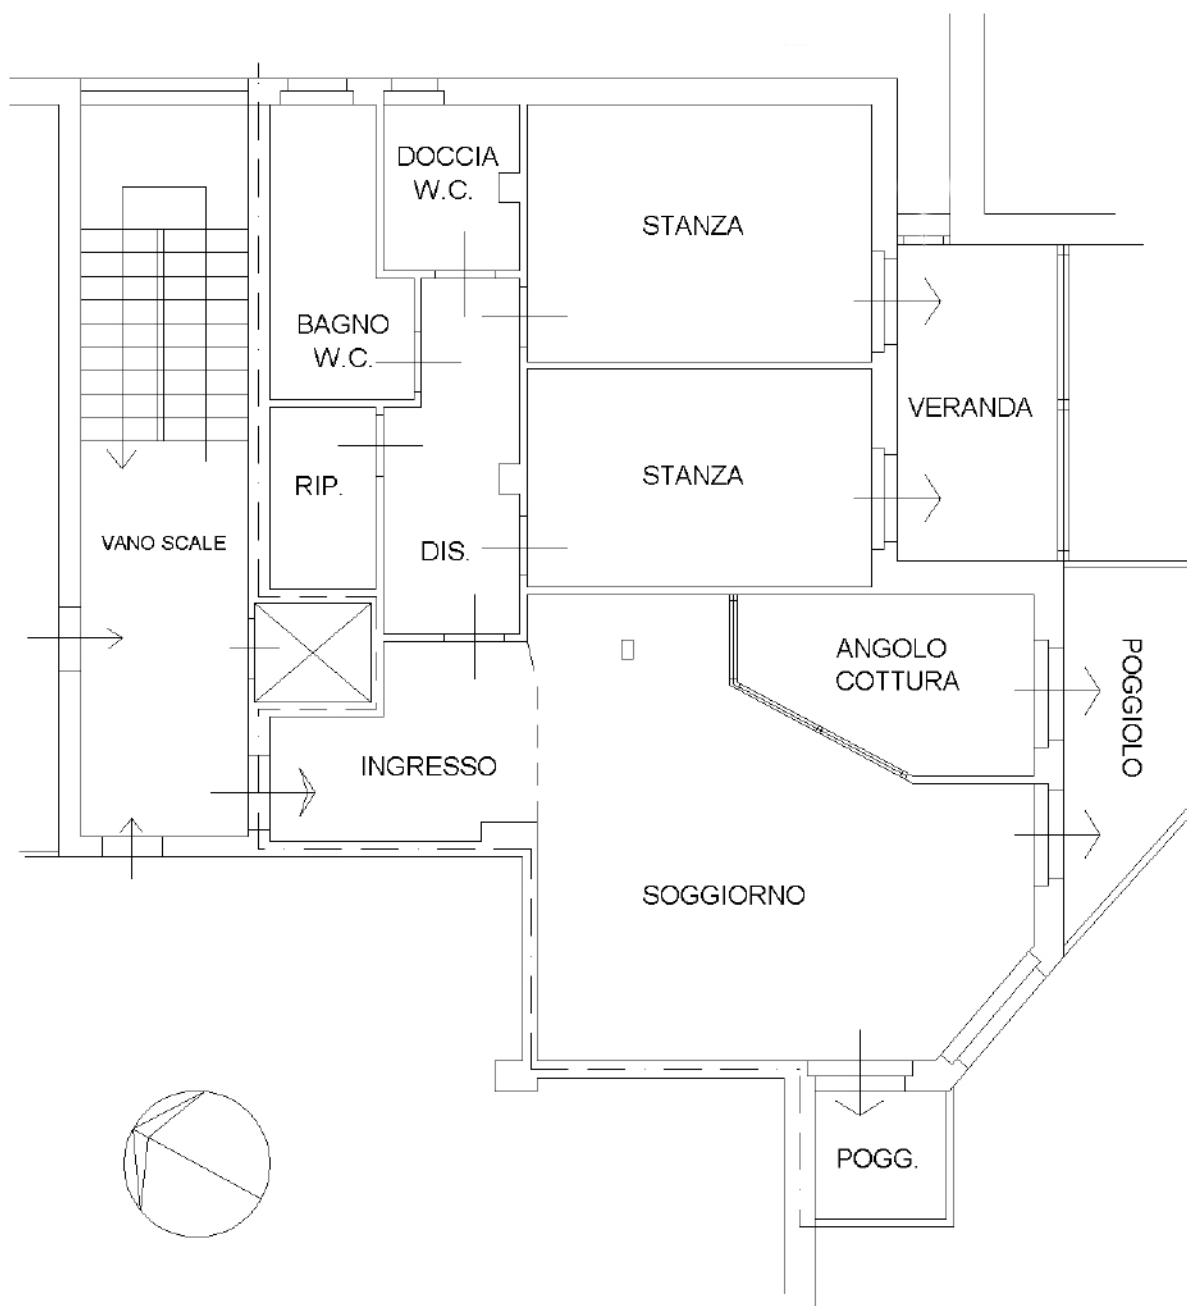 DOCCIA
W.C.
STANZA
BAGNO
W.C.
VERANDA
RIP.
STANZA
VANO SCALE
DIS.
ANGOLO
COTTURA
POGGIOLO
INGRESSO
SOGGIORNO
POGG.